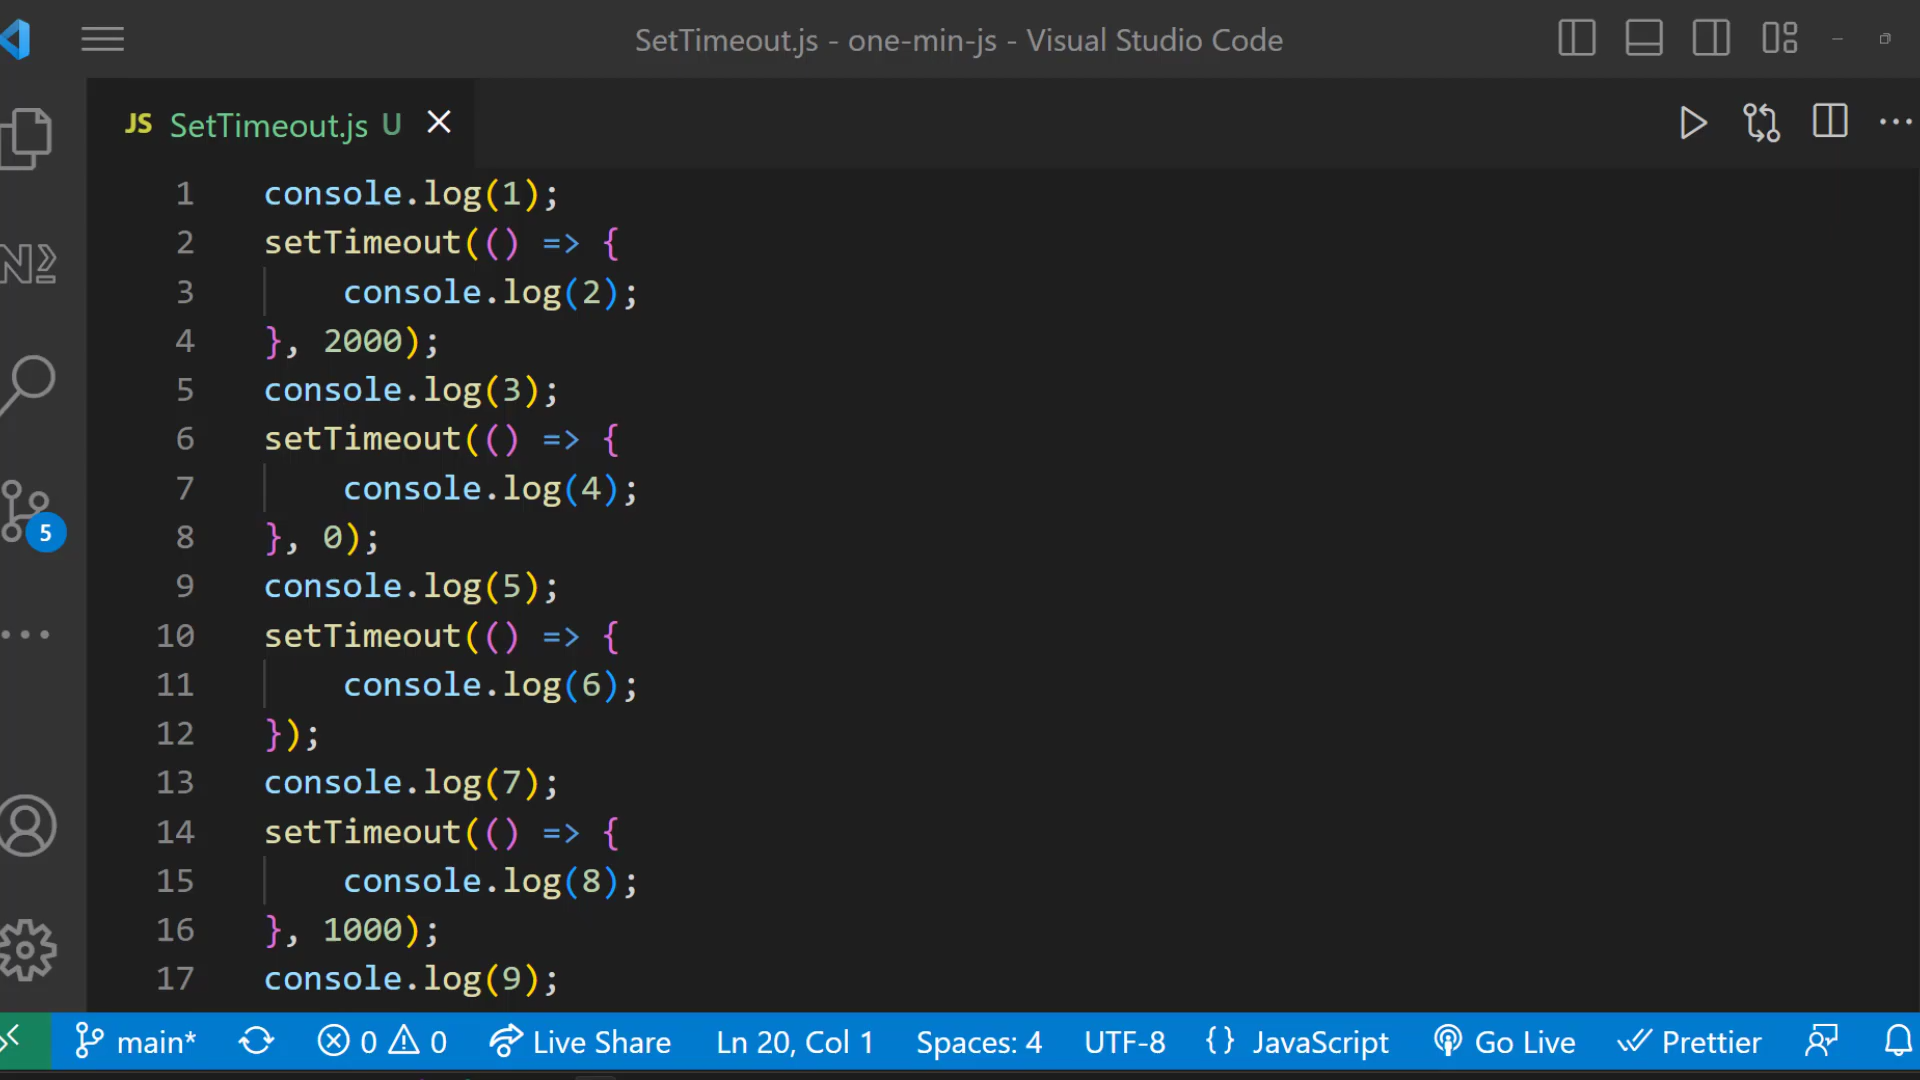 SetTimeout.js - one-min-js - Visual Studio Code
JS SetTimeout.js U
1 console.log(1);
2 setTimeout(() => {
3     console.log(2);
4 }, 2000);
5 console.log(3);
6 setTimeout(() => {
7     console.log(4);
8 }, 0);
9 console.log(5);
10 setTimeout(() => {
11     console.log(6);
12 });
13 console.log(7);
14 setTimeout(() => {
15     console.log(8);
16 }, 1000);
17 console.log(9);
5
main* 0 0 Live Share Ln 20, Col 1 Spaces: 4 UTF-8 {} JavaScript Go Live Prettier